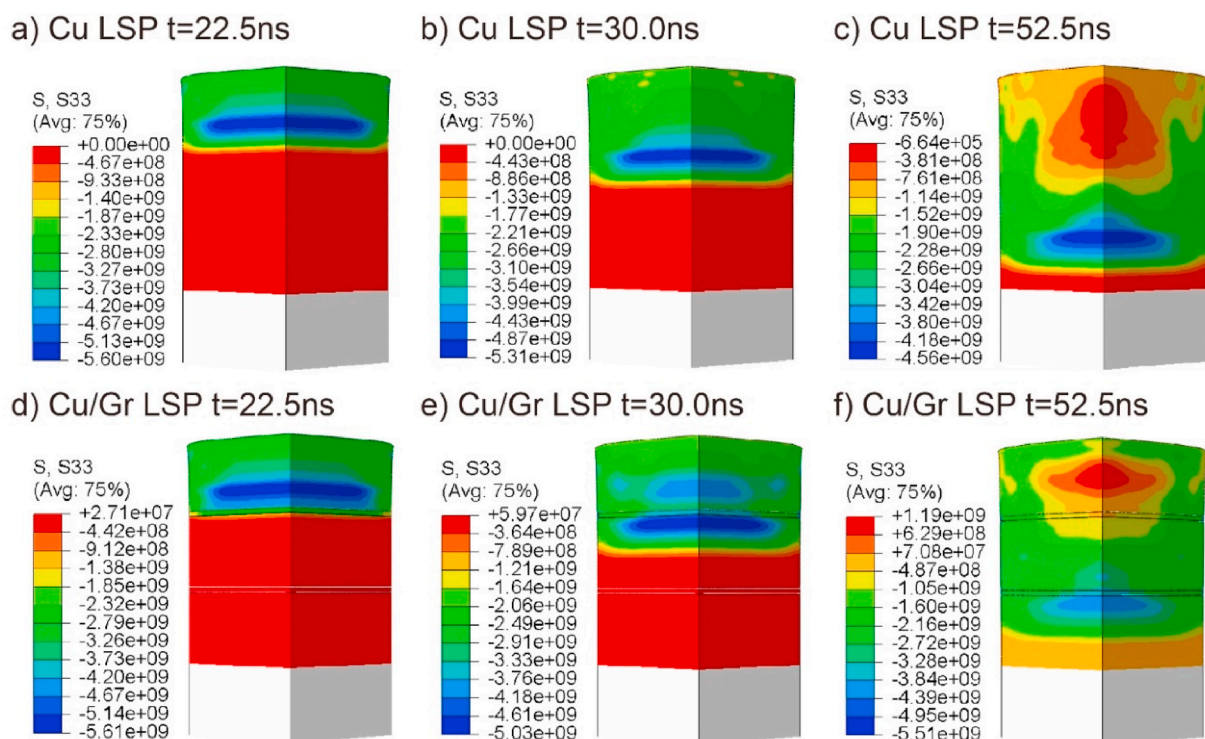 a) Cu LSP t=22.5ns
S, S33
(Avg: 75%)
+0.00e+00
-4.67e+08
-9.33e+08
-1.40e+09
-1.87e+09
-2.33e+09
-2.80e+09
-3.27e+09
-3.73e+09
-4.20e+09
-4.67e+09
-5.13e+09
-5.60e+09
b) Cu LSP t=30.0ns
S, S33
(Avg: 75%)
+0.00e+00
-4.43e+08
-8.86e+08
-1.33e+09
-1.77e+09
-2.21e+09
-2.66e+09
-3.10e+09
-3.54e+09
-3.99e+09
-4.43e+09
-4.87e+09
-5.31e+09
c) Cu LSP t=52.5ns
S, S33
(Avg: 75%)
-6.64e+05
-3.81e+08
-7.61e+08
-1.14e+09
-1.52e+09
-1.90e+09
-2.28e+09
-2.66e+09
-3.04e+09
-3.42e+09
-3.80e+09
-4.18e+09
-4.56e+09
d) Cu/Gr LSP t=22.5ns
S, S33
(Avg: 75%)
+2.71e+07
-4.42e+08
-9.12e+08
-1.38e+09
-1.85e+09
-2.32e+09
-2.79e+09
-3.26e+09
-3.73e+09
-4.20e+09
-4.67e+09
-5.14e+09
-5.61e+09
e) Cu/Gr LSP t=30.0ns
S, S33
(Avg: 75%)
+5.97e+07
-3.64e+08
-7.89e+08
-1.21e+09
-1.64e+09
-2.06e+09
-2.49e+09
-2.91e+09
-3.33e+09
-3.76e+09
-4.18e+09
-4.61e+09
-5.03e+09
f) Cu/Gr LSP t=52.5ns
S, S33
(Avg: 75%)
+1.19e+09
+6.29e+08
+7.08e+07
-4.87e+08
-1.05e+09
-1.60e+09
-2.16e+09
-2.72e+09
-3.28e+09
-3.84e+09
-4.39e+09
-4.95e+09
-5.51e+09